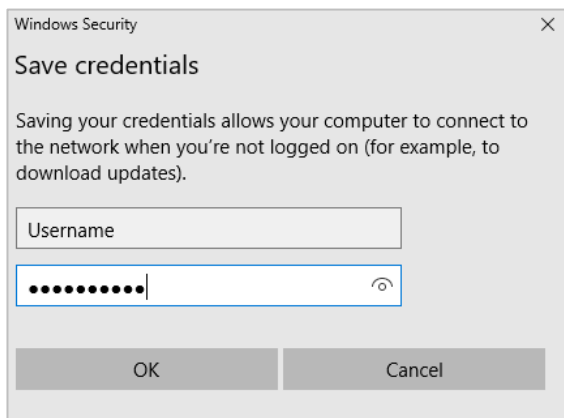 Windows Security
Save credentials
Saving your credentials allows your computer to connect to
the network when you're not logged on (for example, to
download updates).
Username
●●●●●●●●●●
OK
Cancel